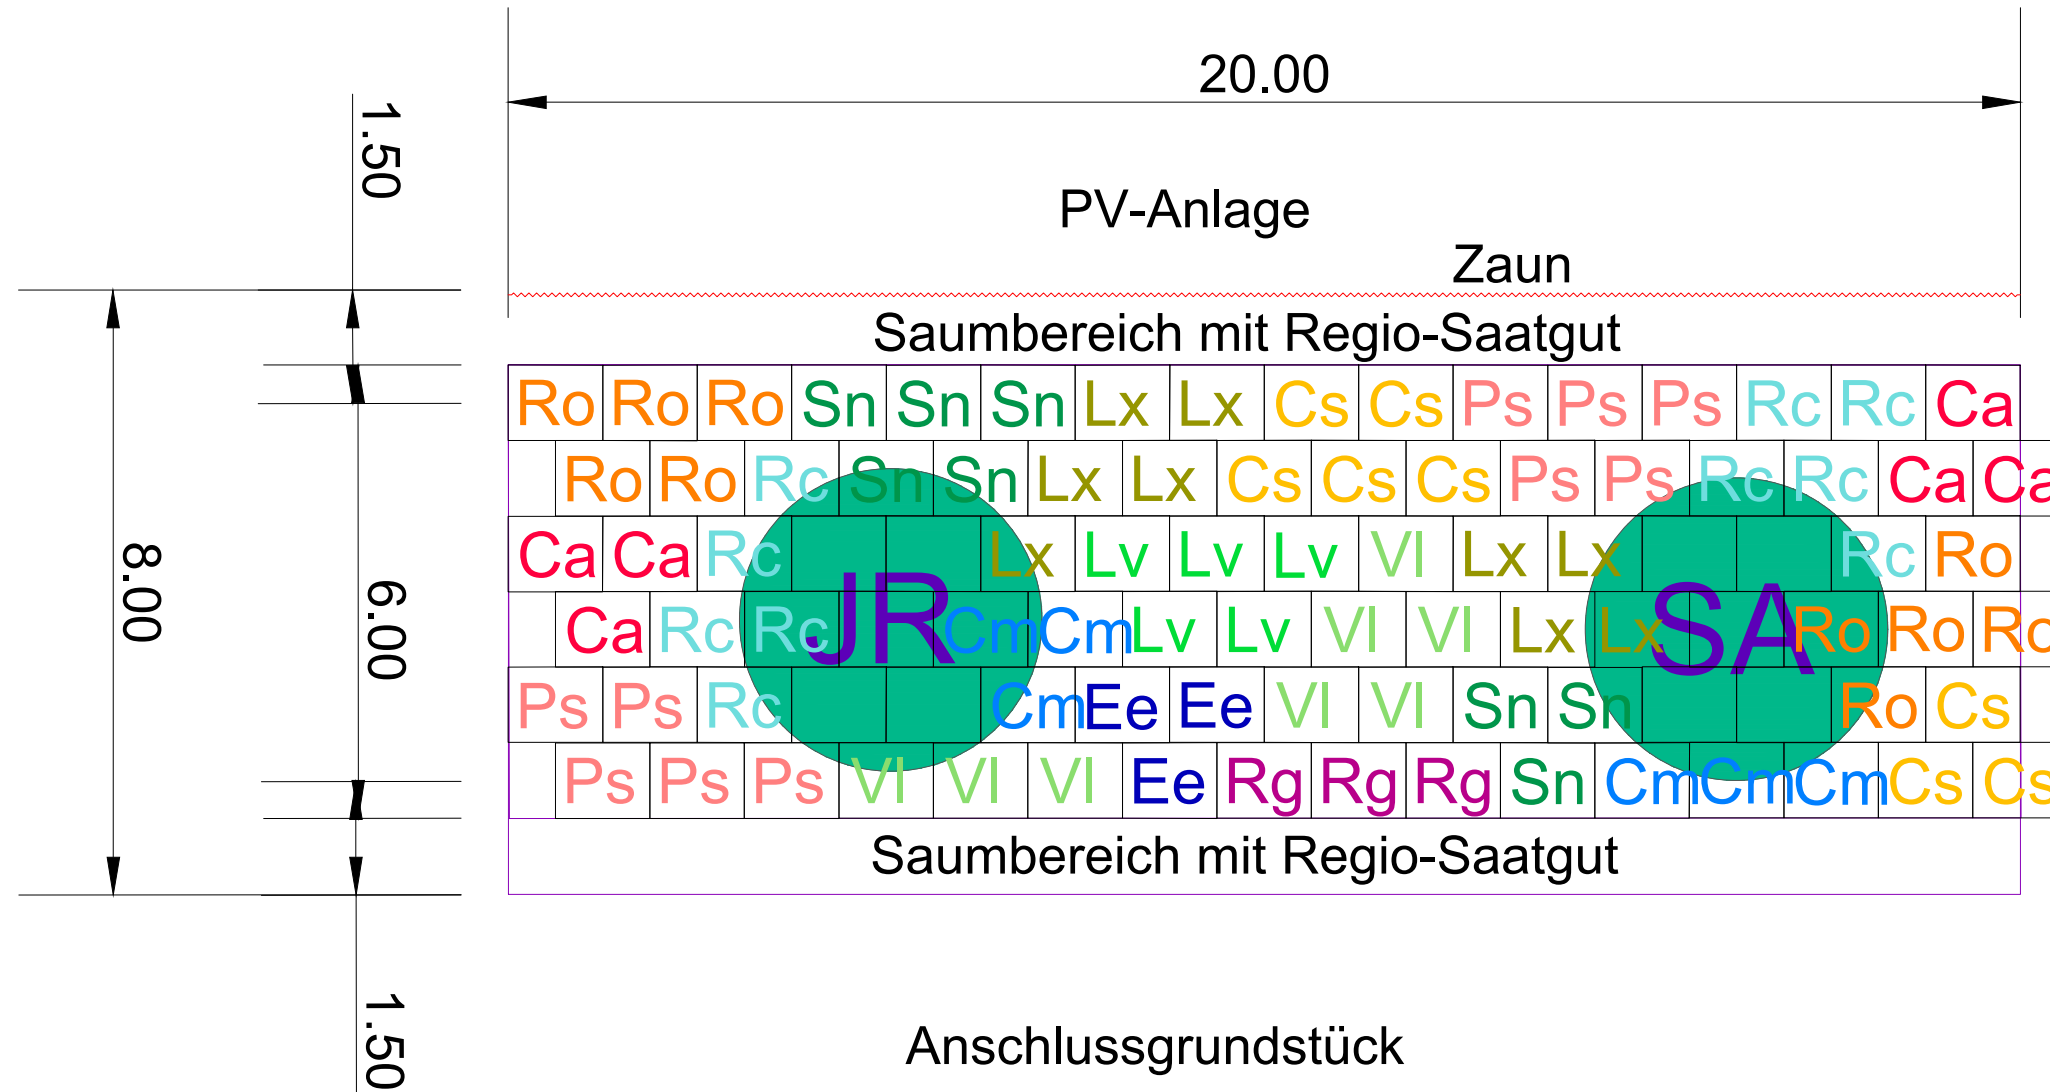 20.00
1.50
PV-Anlage
Zaun
Saumbereich mit Regio-Saatgut
Ro Ro Ro Sn Sn Sn Lx Lx Cs Cs Ps Ps Ps Rc Rc Ca
Ro Ro Rc Sn Sn Lx Lx Cs Cs Cs Ps Ps Rc Rc Ca Ca
Ca Ca Rc Lx Lv Lv Lv Vl Lx Lx Rc Ro
8.00
6.00
JR
SA
Ca Rc Rc Cm Cm Lv Lv Vl Vl Lx Lx Ro Ro Ro
Ps Ps Rc Cm Ee Ee Vl Vl Sn Sn Ro Cs
Ps Ps Ps Vl Vl Vl Ee Rg Rg Rg Sn Cm Cm Cm Cs Cs
Saumbereich mit Regio-Saatgut
1.50
Anschlussgrundstück